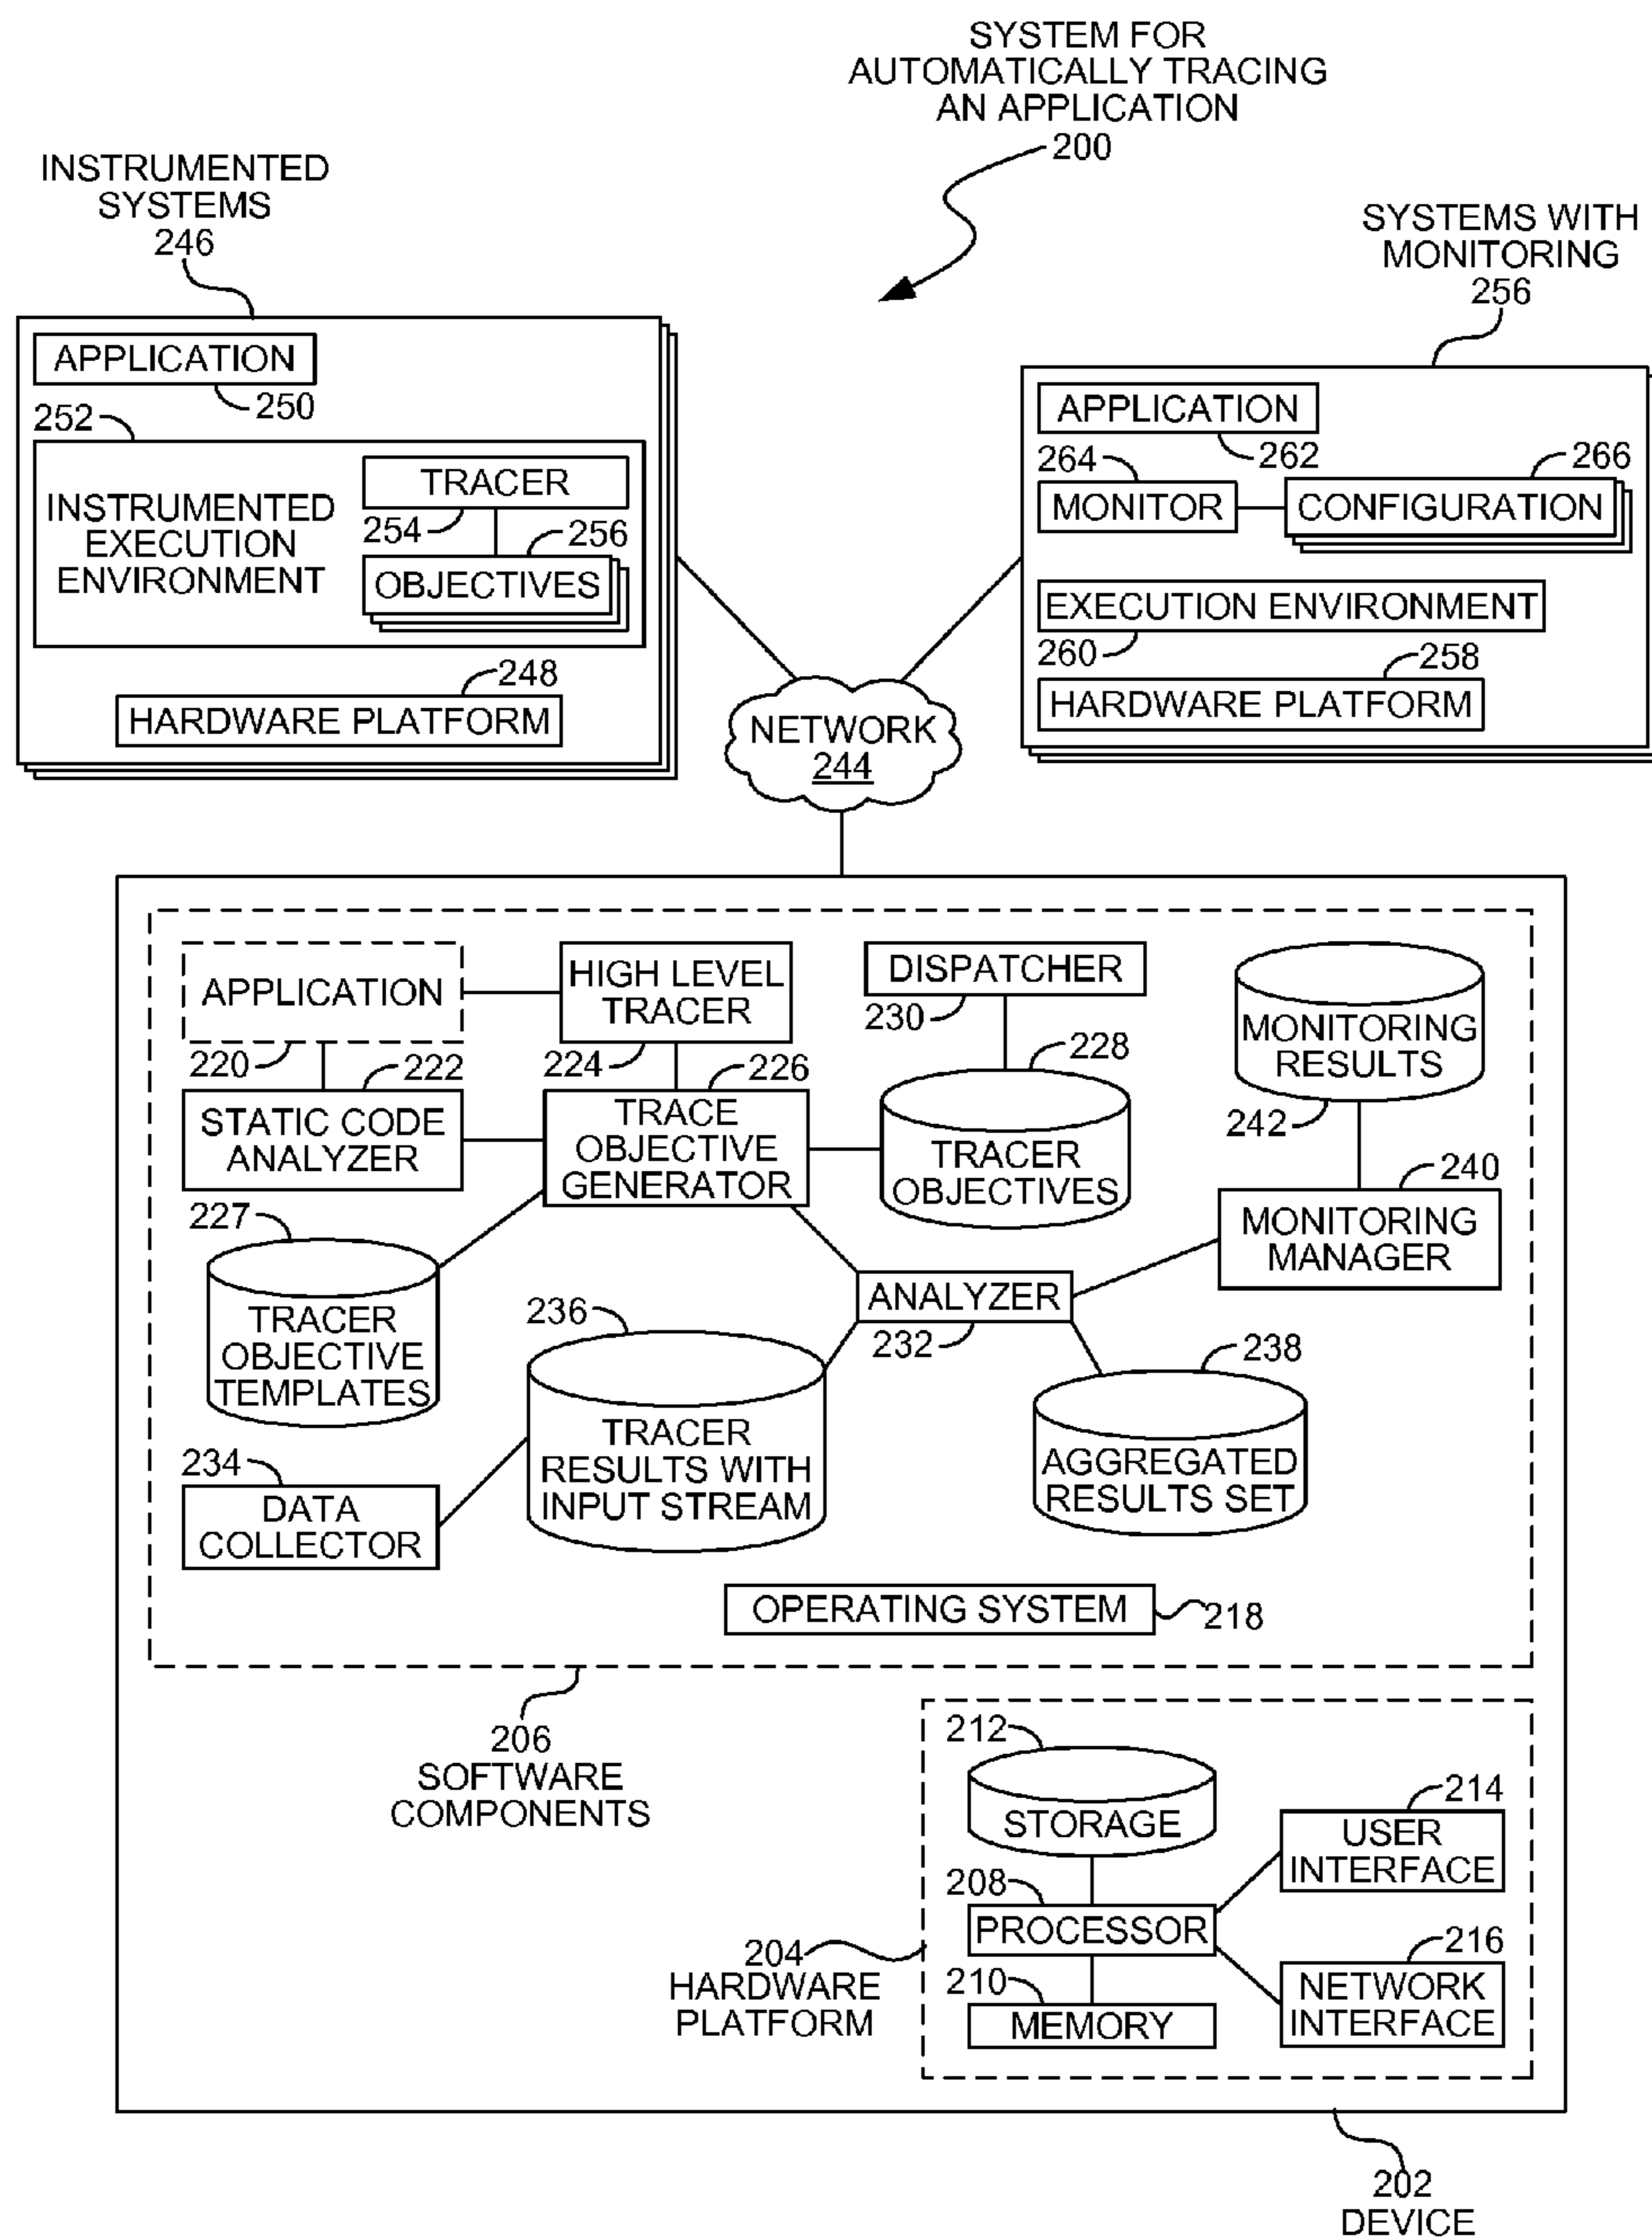 SYSTEM FOR
AUTOMATICALLY TRACING
AN APPLICATION
200
INSTRUMENTED
SYSTEMS
246
SYSTEMS WITH
MONITORING
256
APPLICATION
250
252
INSTRUMENTED
EXECUTION
ENVIRONMENT
TRACER
254
256
OBJECTIVES
248
HARDWARE PLATFORM
APPLICATION
262
264
266
MONITOR
CONFIGURATION
EXECUTION ENVIRONMENT
260
258
HARDWARE PLATFORM
NETWORK
244
APPLICATION
220
HIGH LEVEL
TRACER
224
DISPATCHER
230
MONITORING
RESULTS
242
222
STATIC CODE
ANALYZER
226
TRACE
OBJECTIVE
GENERATOR
228
TRACER
OBJECTIVES
240
MONITORING
MANAGER
227
TRACER
OBJECTIVE
TEMPLATES
ANALYZER
232
236
TRACER
RESULTS WITH
INPUT STREAM
238
AGGREGATED
RESULTS SET
234
DATA
COLLECTOR
OPERATING SYSTEM
218
206
SOFTWARE
COMPONENTS
212
STORAGE
214
USER
INTERFACE
208
PROCESSOR
204
HARDWARE
PLATFORM
210
MEMORY
216
NETWORK
INTERFACE
202
DEVICE